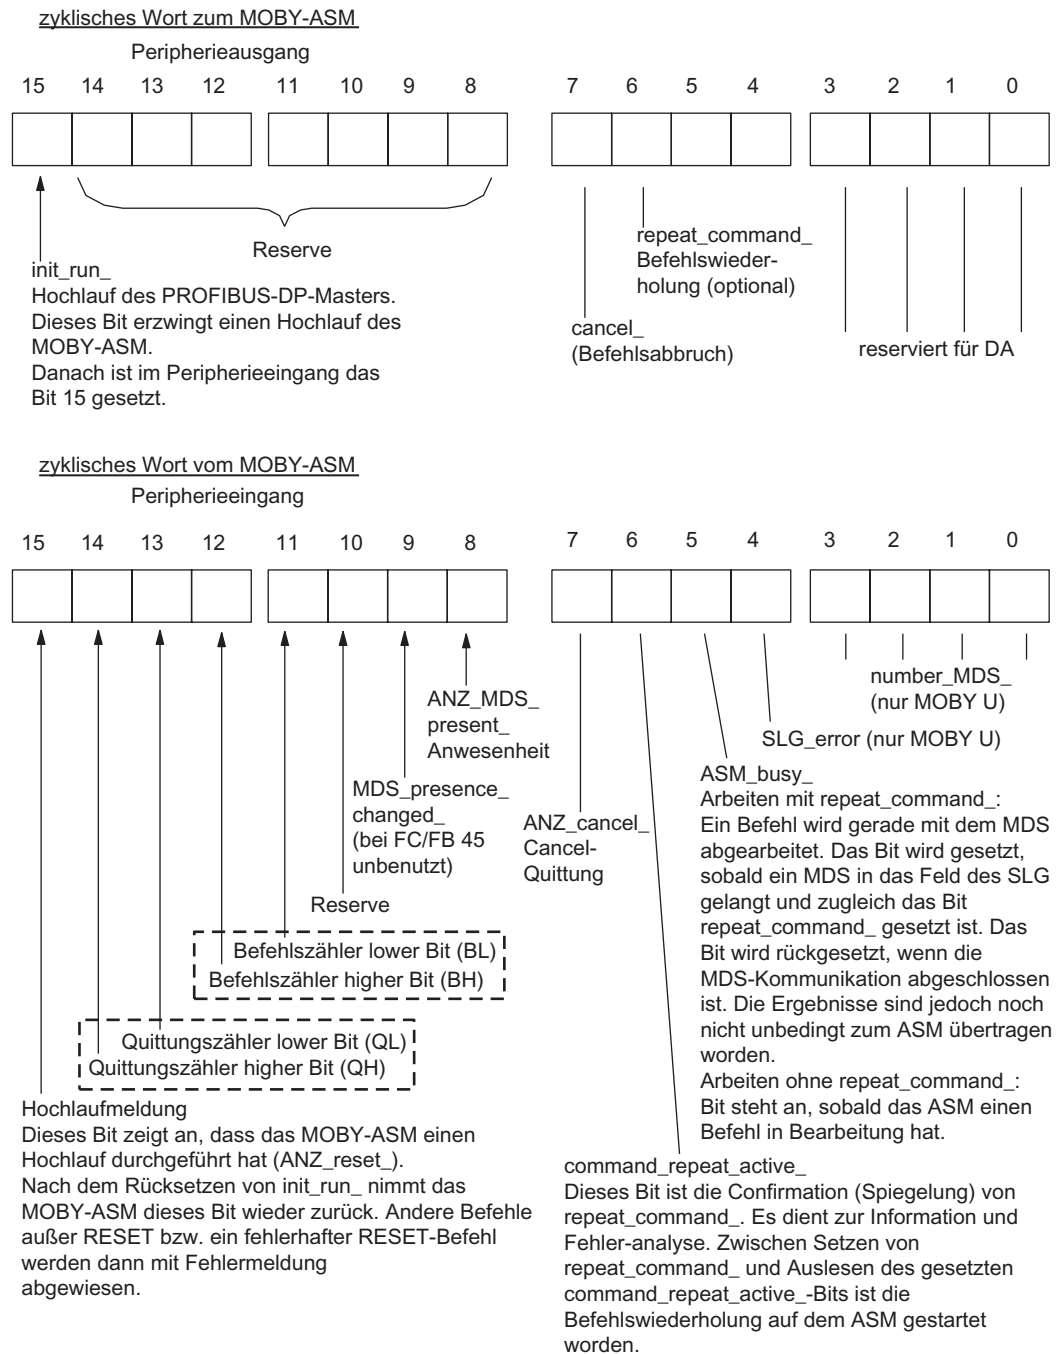 zyklisches Wort zum MOBY-ASM
Peripherieausgang
15 14 13 12 11 10 9 8 7 6 5 4 3 2 1 0
Reserve
init_run_
Hochlauf des PROFIBUS-DP-Masters.
Dieses Bit erzwingt einen Hochlauf des
MOBY-ASM.
Danach ist im Peripherieeingang das
Bit 15 gesetzt.
repeat_command_
Befehlswieder-
holung (optional)
cancel_
(Befehlsabbruch)
reserviert für DA
zyklisches Wort vom MOBY-ASM
Peripherieeingang
15 14 13 12 11 10 9 8 7 6 5 4 3 2 1 0
ANZ_MDS_
present_
Anwesenheit
MDS_presence_
changed_
(bei FC/FB 45
unbenutzt)
Reserve
Befehlszähler lower Bit (BL)
Befehlszähler higher Bit (BH)
Quittungszähler lower Bit (QL)
Quittungszähler higher Bit (QH)
Hochlaufmeldung
Dieses Bit zeigt an, dass das MOBY-ASM einen
Hochlauf durchgeführt hat (ANZ_reset_).
Nach dem Rücksetzen von init_run_ nimmt das
MOBY-ASM dieses Bit wieder zurück. Andere Befehle
außer RESET bzw. ein fehlerhafter RESET-Befehl
werden dann mit Fehlermeldung
abgewiesen.
number_MDS_
(nur MOBY U)
SLG_error (nur MOBY U)
ANZ_cancel_
Cancel-
Quittung
ASM_busy_
Arbeiten mit repeat_command_:
Ein Befehl wird gerade mit dem MDS
abgearbeitet. Das Bit wird gesetzt,
sobald ein MDS in das Feld des SLG
gelangt und zugleich das Bit
repeat_command_ gesetzt ist. Das
Bit wird rückgesetzt, wenn die
MDS-Kommunikation abgeschlossen
ist. Die Ergebnisse sind jedoch noch
nicht unbedingt zum ASM übertragen
worden.
Arbeiten ohne repeat_command_:
Bit steht an, sobald das ASM einen
Befehl in Bearbeitung hat.
command_repeat_active_
Dieses Bit ist die Confirmation (Spiegelung) von
repeat_command_. Es dient zur Information und
Fehler-analyse. Zwischen Setzen von
repeat_command_ und Auslesen des gesetzten
command_repeat_active_-Bits ist die
Befehlswiederholung auf dem ASM gestartet
worden.